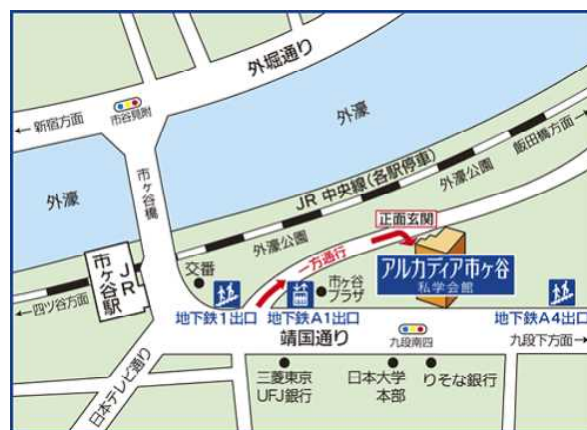 外堀通り
←新宿方面
市谷見附
外濠
飯田橋方面→
外濠
市ヶ谷橋
JR 中央線(各駅停車)
外濠公園
正面玄関
外濠公園
一方通行
アルカディア市ヶ谷
私学会館
JR
市ヶ谷駅
交番
市ヶ谷
プラザ
←四ツ谷方面
地下鉄1出口
地下鉄A1出口
地下鉄A4出口
靖国通り
九段南四
九段下方面→
日本テレビ通り
三菱東京
UFJ銀行
日本大学
本部
りそな銀行